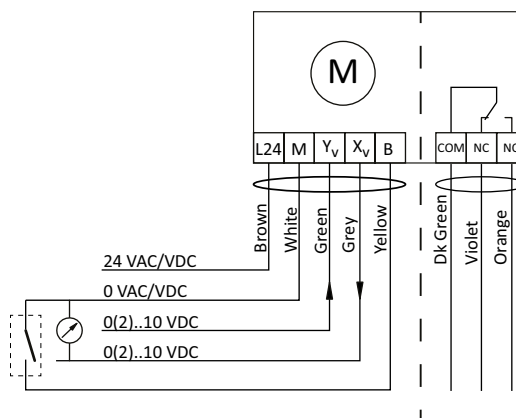 M
L24 M Yv Xv B COM NC NO
Brown
White
Green
Grey
Yellow
Dk Green
Violet
Orange
24 VAC/VDC
0 VAC/VDC
0(2)..10 VDC
0(2)..10 VDC